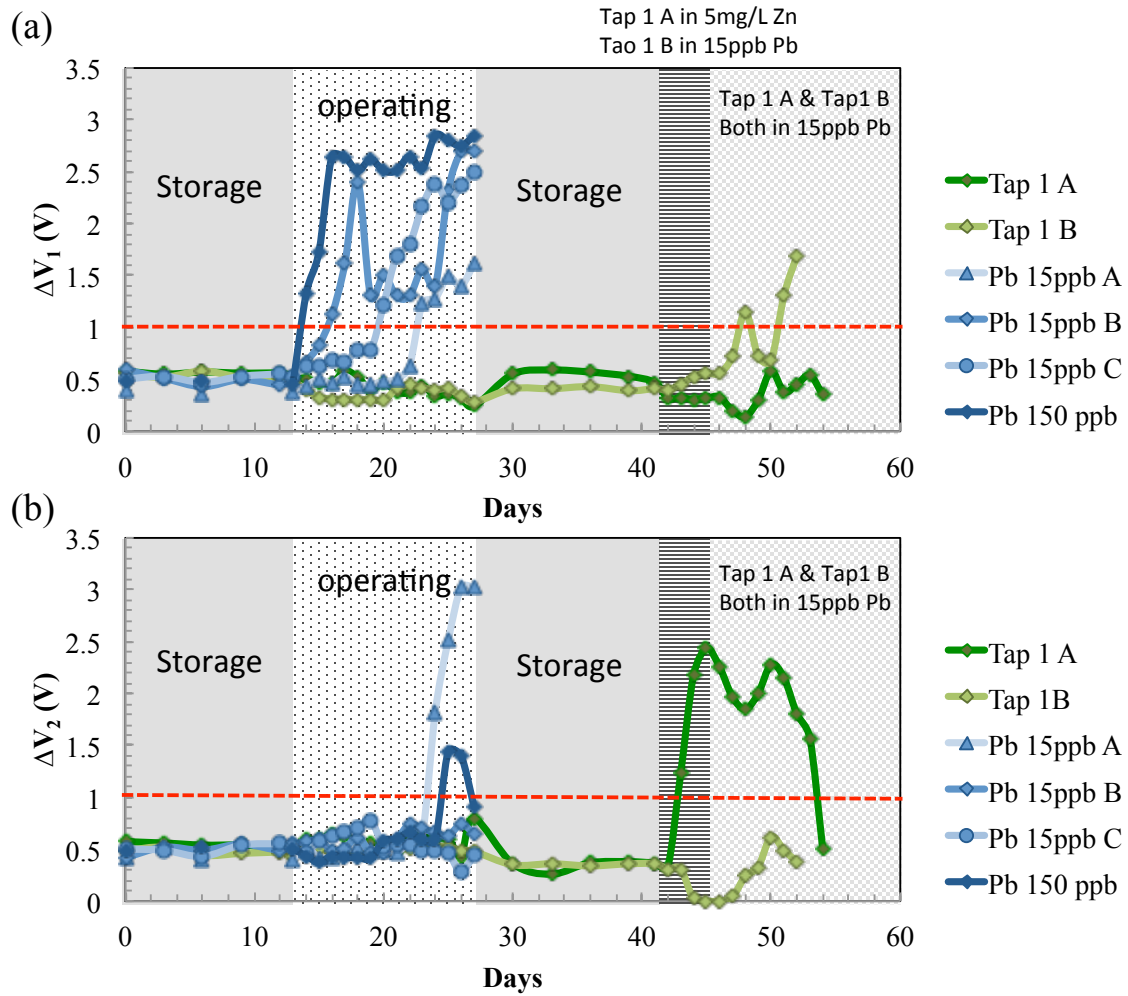 Tap 1 A in 5mg/L Zn
Tao 1 B in 15ppb Pb
(a)
3.5
3
2.5
2
1.5
1
0.5
0
ΔV1 (V)
Storage
operating
Storage
Tap 1 A & Tap1 B
Both in 15ppb Pb
0 10 20 30 40 50 60
Days
Tap 1 A
Tap 1 B
Pb 15ppb A
Pb 15ppb B
Pb 15ppb C
Pb 150 ppb
(b)
3.5
3
2.5
2
1.5
1
0.5
0
ΔV2 (V)
Storage
operating
Storage
Tap 1 A & Tap1 B
Both in 15ppb Pb
0 10 20 30 40 50 60
Days
Tap 1 A
Tap 1B
Pb 15ppb A
Pb 15ppb B
Pb 15ppb C
Pb 150 ppb